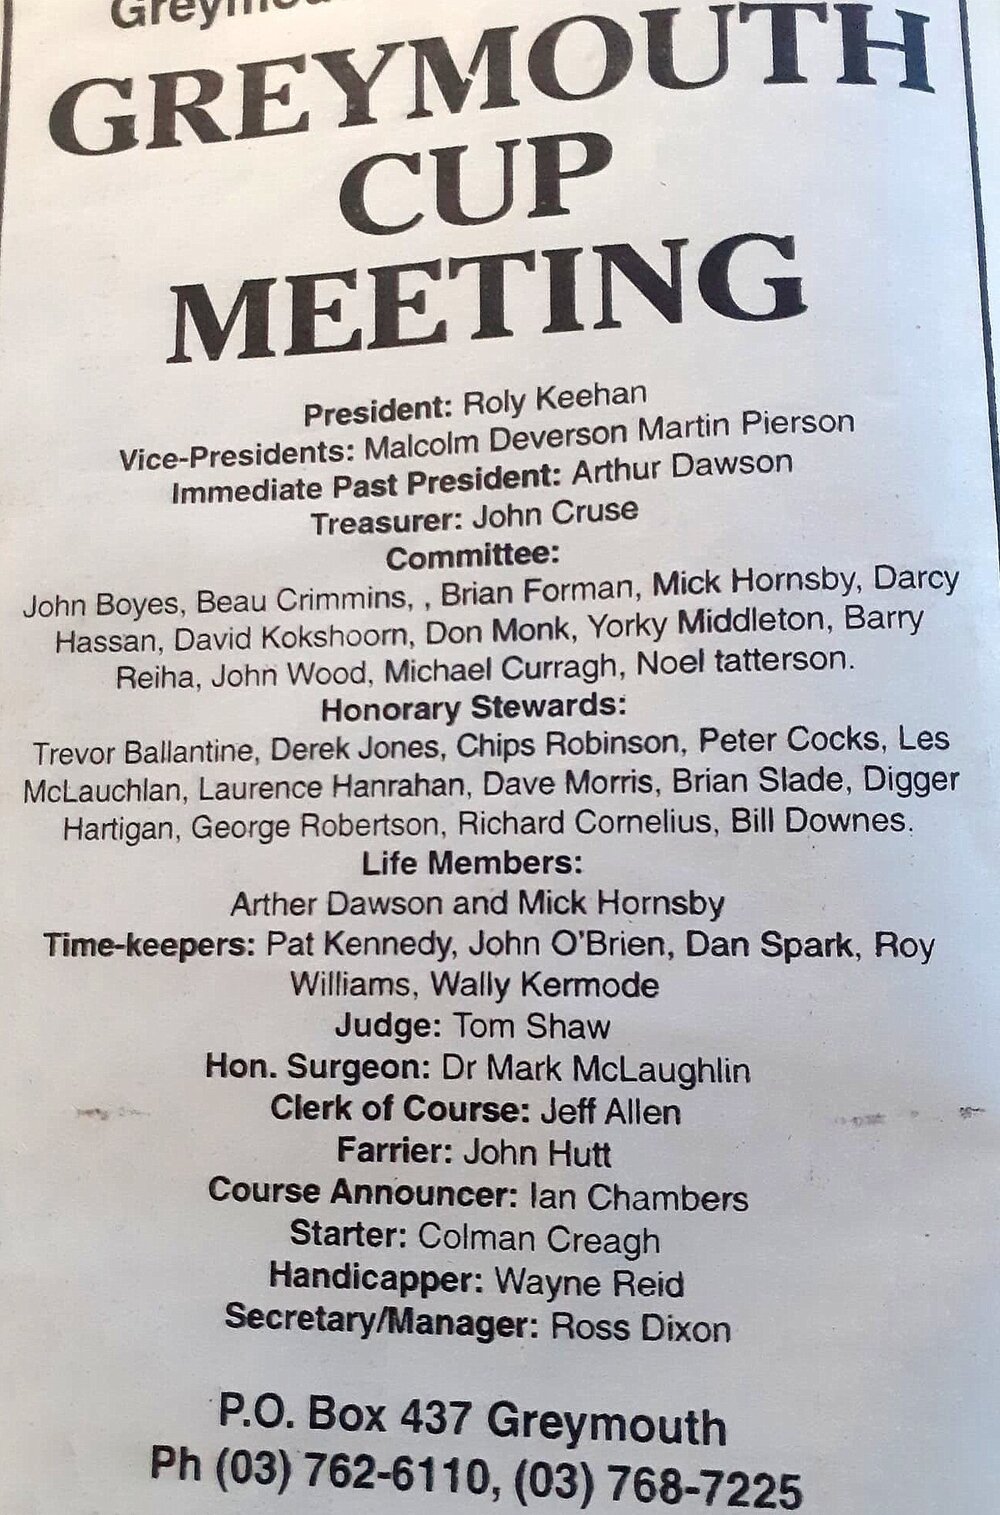 GREYMOUTH
CUP
MEETING
President: Roly Keehan
Vice-Presidents: Malcolm Deverson Martin Pierson
Immediate Past President: Arthur Dawson
Treasurer: John Cruse
Committee:
John Boyes, Beau Crimmins, , Brian Forman, Mick Hornsby, Darcy
Hassan, David Kokshoorn, Don Monk, Yorky Middleton, Barry
Reiha, John Wood, Michael Curragh, Noel tatterson.
Honorary Stewards:
Trevor Ballantine, Derek Jones, Chips Robinson, Peter Cocks, Les
McLauchlan, Laurence Hanrahan, Dave Morris, Brian Slade, Digger
Hartigan, George Robertson, Richard Cornelius, Bill Downes.
Life Members:
Arther Dawson and Mick Hornsby
Time-keepers: Pat Kennedy, John O'Brien, Dan Spark, Roy
Williams, Wally Kermode
Judge: Tom Shaw
Hon. Surgeon: Dr Mark McLaughlin
Clerk of Course: Jeff Allen
Farrier: John Hutt
Course Announcer: Ian Chambers
Starter: Colman Creagh
Handicapper: Wayne Reid
Secretary/Manager: Ross Dixon
P.O. Box 437 Greymouth
Ph (03) 762-6110, (03) 768-7225